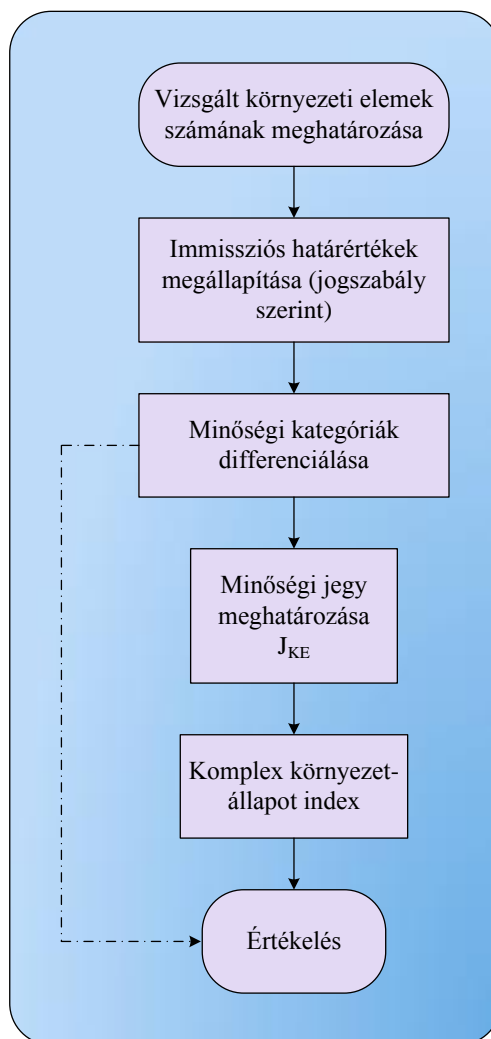 Vizsgált környezeti elemek
számának meghatározása
Immissziós határértékek
megállapítása (jogszabály
szerint)
Minőségi kategóriák
differenciálása
Minőségi jegy
meghatározása
J_KE
Komplex környezet-
állapot index
Értékelés